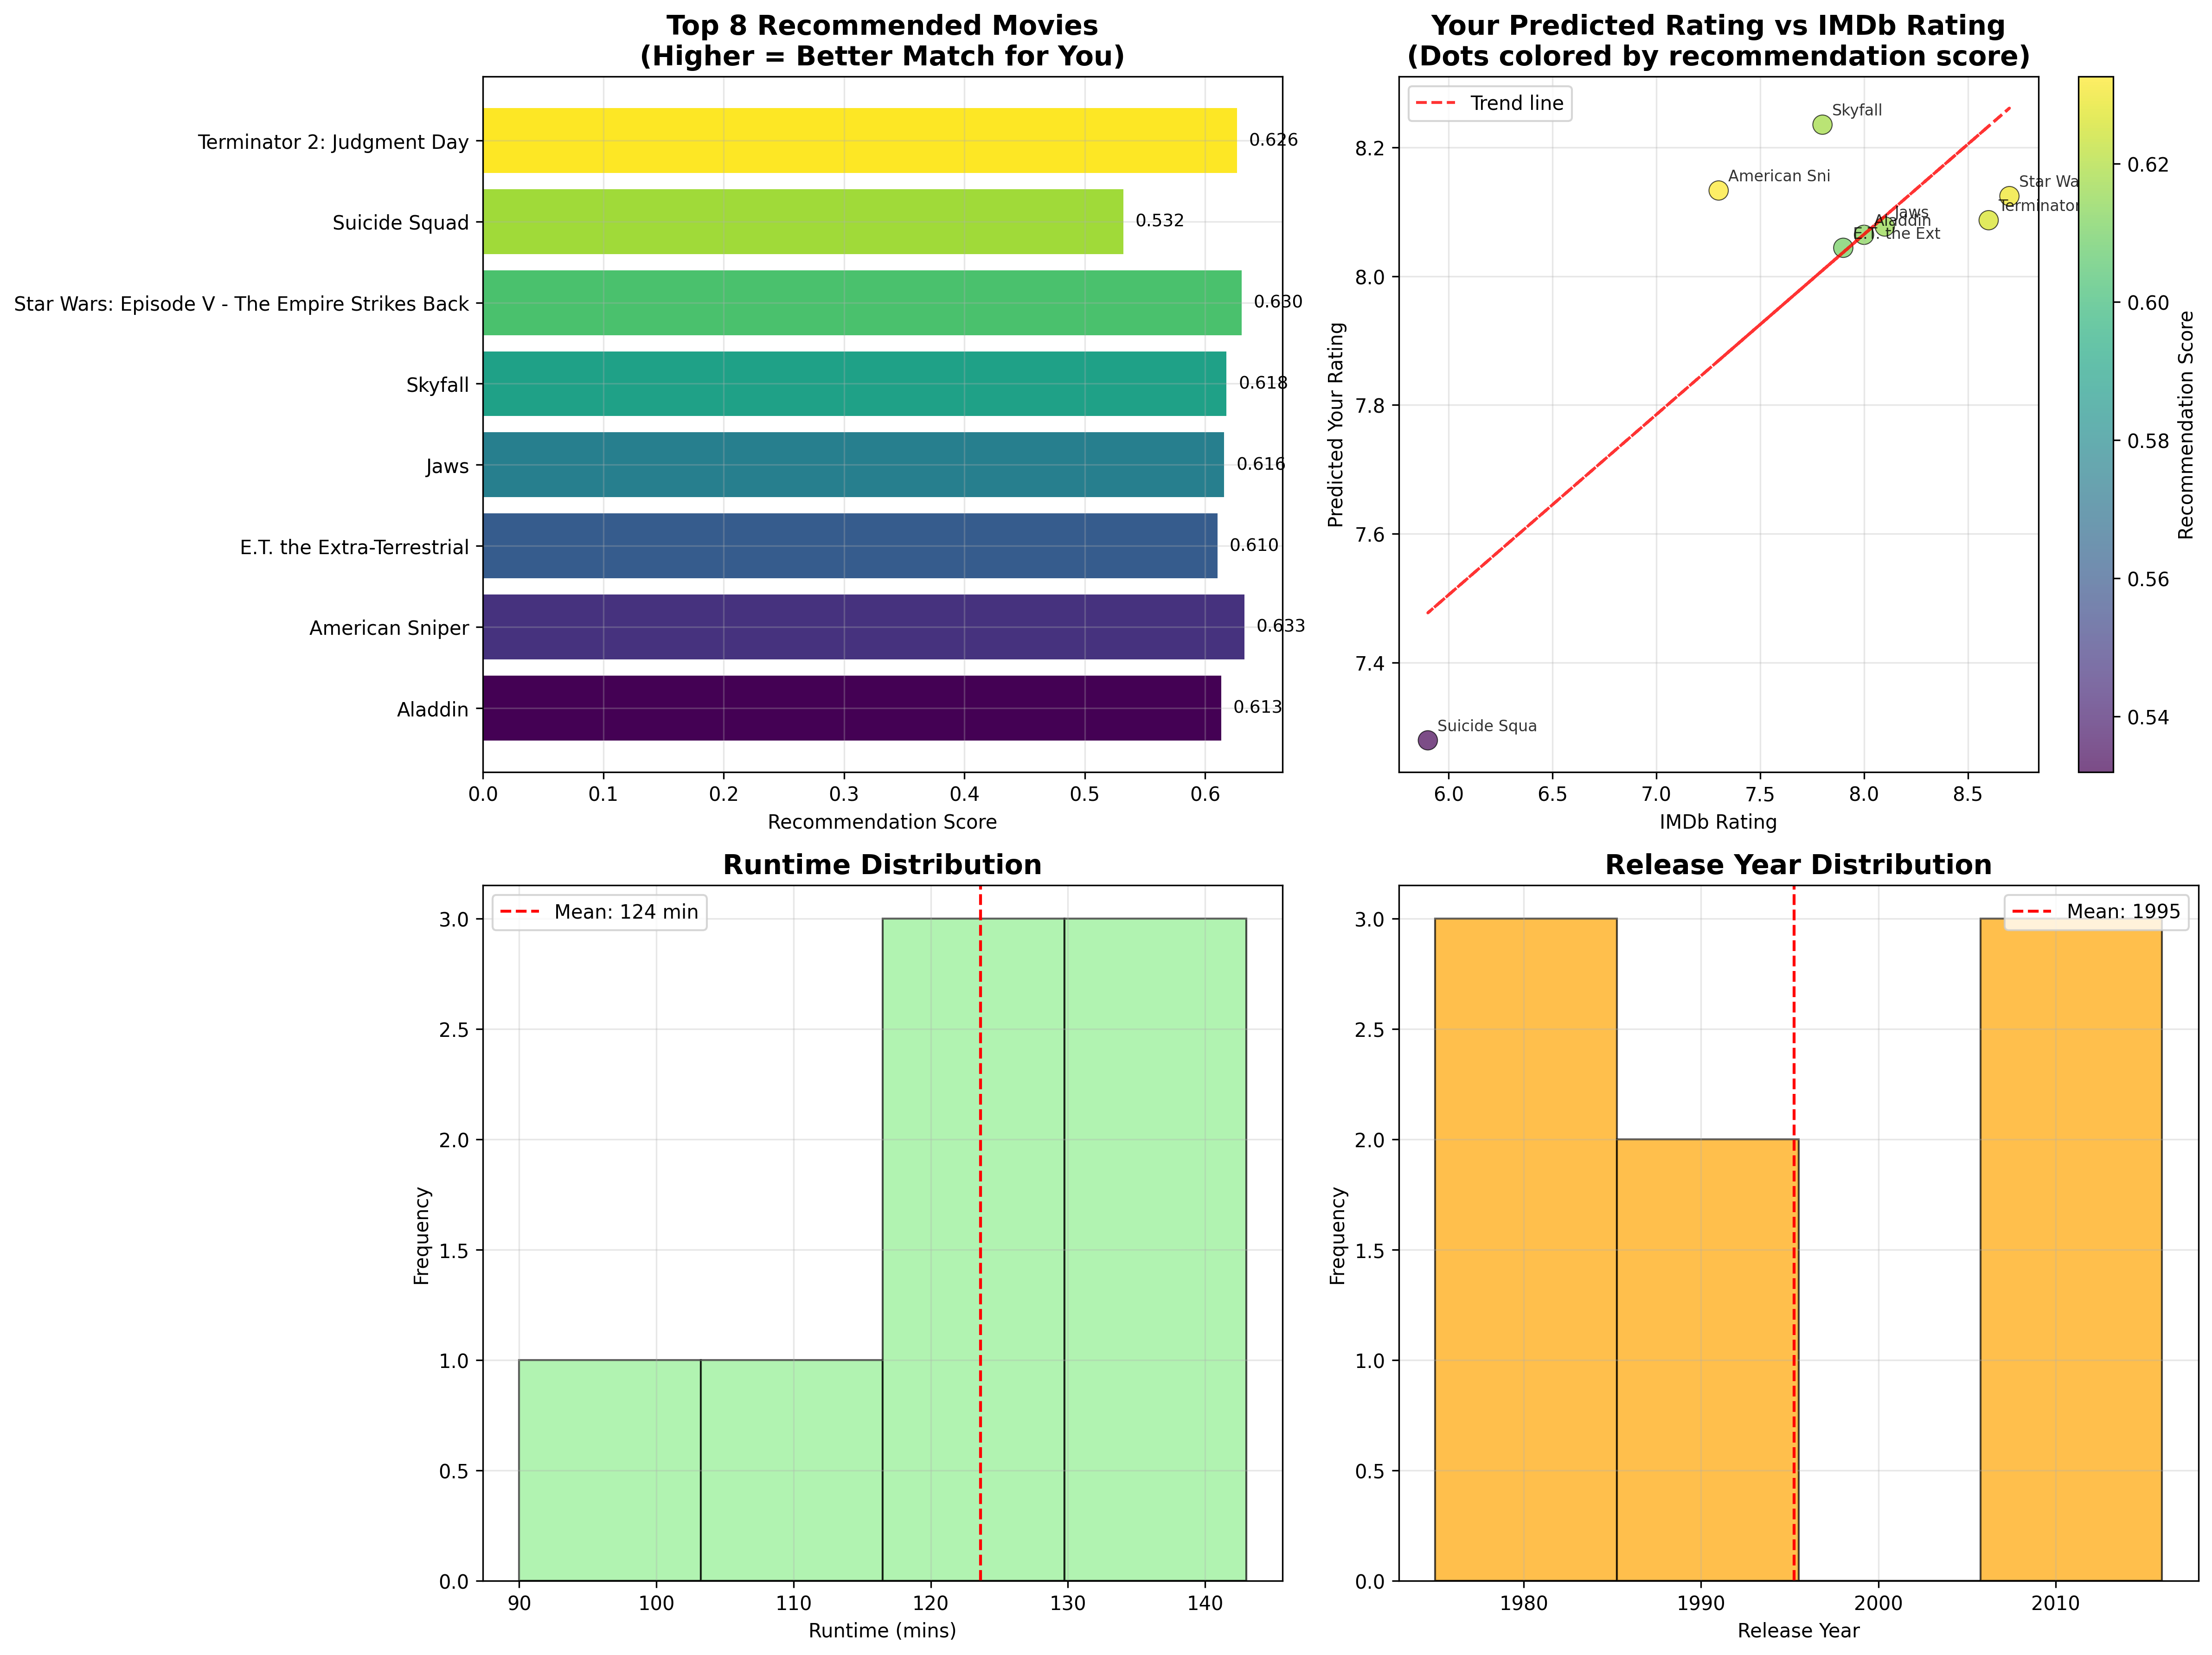 Top 8 Recommended Movies
(Higher = Better Match for You)
Terminator 2: Judgment Day
Suicide Squad
Star Wars: Episode V - The Empire Strikes Back
Skyfall
Jaws
E.T. the Extra-Terrestrial
American Sniper
Aladdin
0.626
0.532
0.630
0.618
0.616
0.610
0.633
0.613
0.0 0.1 0.2 0.3 0.4 0.5 0.6
Recommendation Score
Your Predicted Rating vs IMDb Rating
(Dots colored by recommendation score)
Trend line
Predicted Your Rating
8.2
8.0
7.8
7.6
7.4
Skyfall
American Sni
Star Wa
Terminator
Jaws
Aladdin
E.T. the Ext
Suicide Squa
6.0 6.5 7.0 7.5 8.0 8.5
IMDb Rating
0.62
0.60
0.58
0.56
0.54
Recommendation Score
Runtime Distribution
Mean: 124 min
Frequency
3.0
2.5
2.0
1.5
1.0
0.5
0.0
90 100 110 120 130 140
Runtime (mins)
Release Year Distribution
Mean: 1995
Frequency
3.0
2.5
2.0
1.5
1.0
0.5
0.0
1980 1990 2000 2010
Release Year